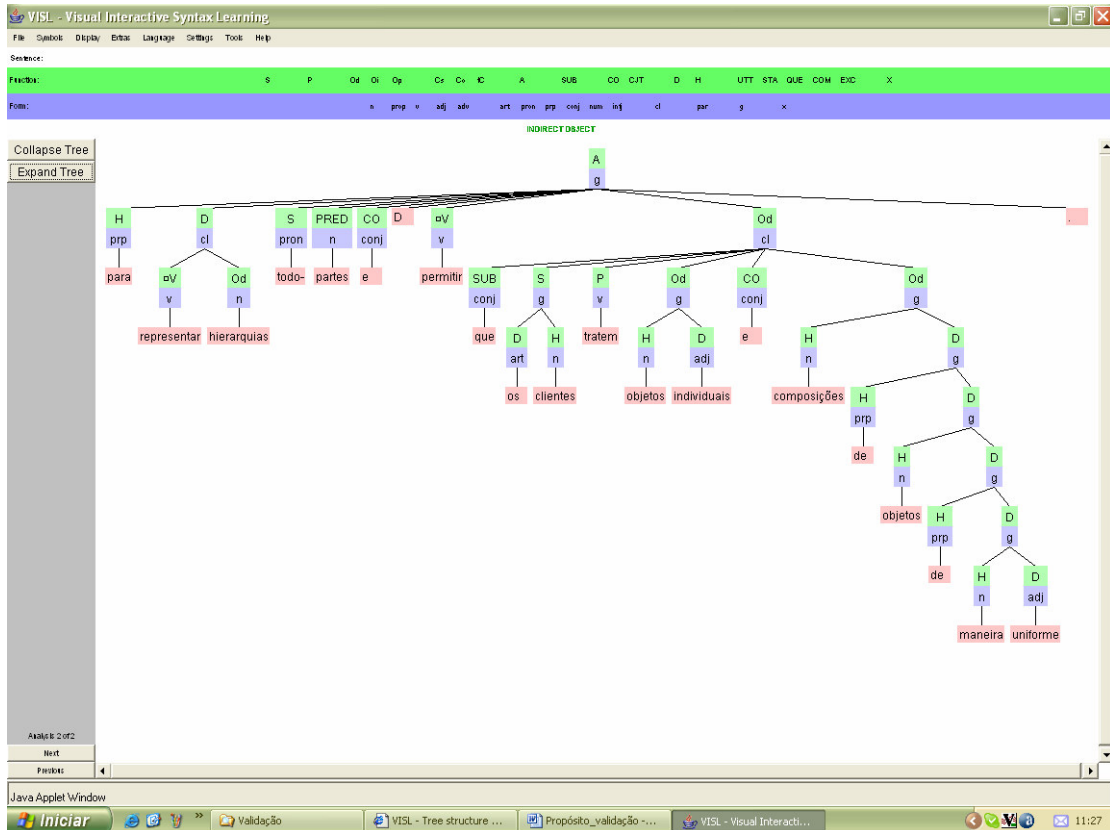 VISL - Visual Interactive Syntax Learning
File Symbols Display Extras Language Settings Tools Help
Sentence:
Function: S P Od Oi Op Cs Co fC A SUB CO CJT D H UTT STA QUE COM EXC X
Form: n prop v adj adv art pron prp conj num intj cl par g x
INDIRECT OBJECT
Collapse Tree
Expand Tree
A
g
H D S PRED CO D ¤V Od .
prp cl pron n conj v cl
para ¤V Od todo- partes e permitir SUB S P Od CO Od
v n conj g v g conj g
representar hierarquias que D H tratem H D e H D
art n n adj n g
os clientes objetos individuais composições H D
prp g
de H D
n g
objetos H D
prp g
de H D
n adj
maneira uniforme
Analysis 2 of 2
Next
Previous
Java Applet Window
Iniciar » Validação VISL - Tree structure ... Propósito_validação -... VISL - Visual Interacti... 11:27